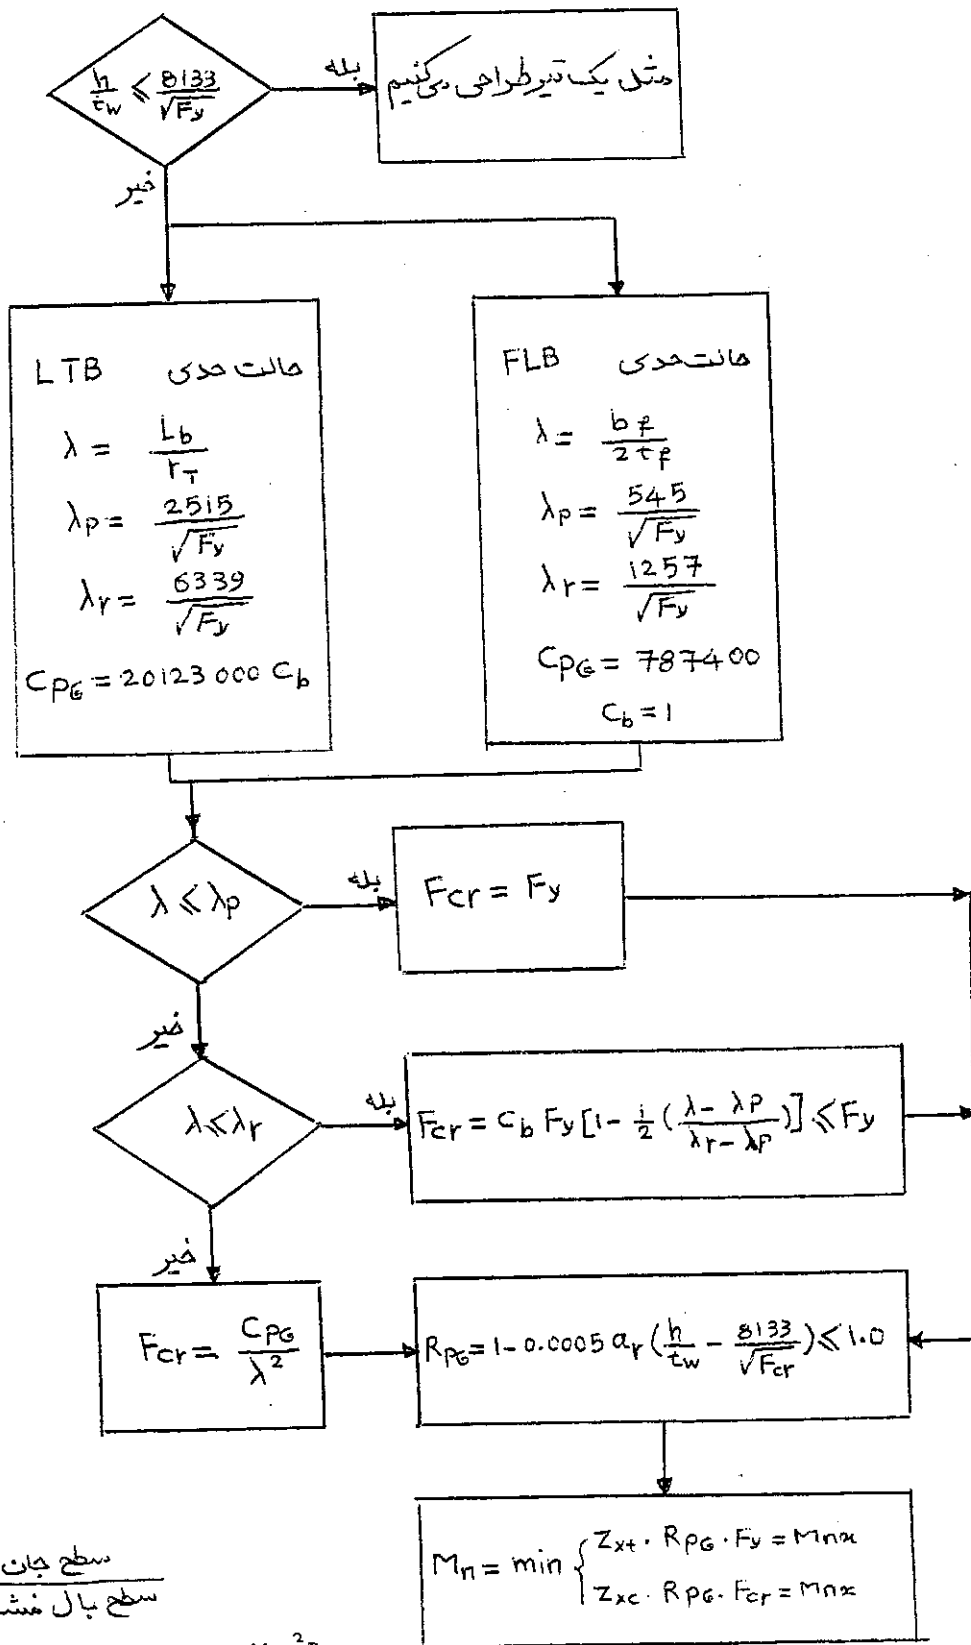 h/tw ≤ 8133/√Fy
بله
مثل یک تیر طراحی می‌کنیم
خیر
LTB حالت حدی
λ = Lb/rT
λp = 2515/√Fy
λr = 6339/√Fy
CPG = 20123000 Cb
FLB حالت حدی
λ = bf/2tf
λp = 545/√Fy
λr = 1257/√Fy
CPG = 787400
Cb = 1
λ ≤ λp
بله
Fcr = Fy
خیر
λ ≤ λr
بله
Fcr = Cb Fy [1 - 1/2 (λ - λp / λr - λp)] ≤ Fy
خیر
Fcr = CPG/λ²
RPG = 1 - 0.0005 ar (h/tw - 8133/√Fcr) ≤ 1.0
Mn = min { Zxt . RPG . Fy = Mnx
Zxc . RPG . Fcr = Mnx
سطح جان
سطح بال